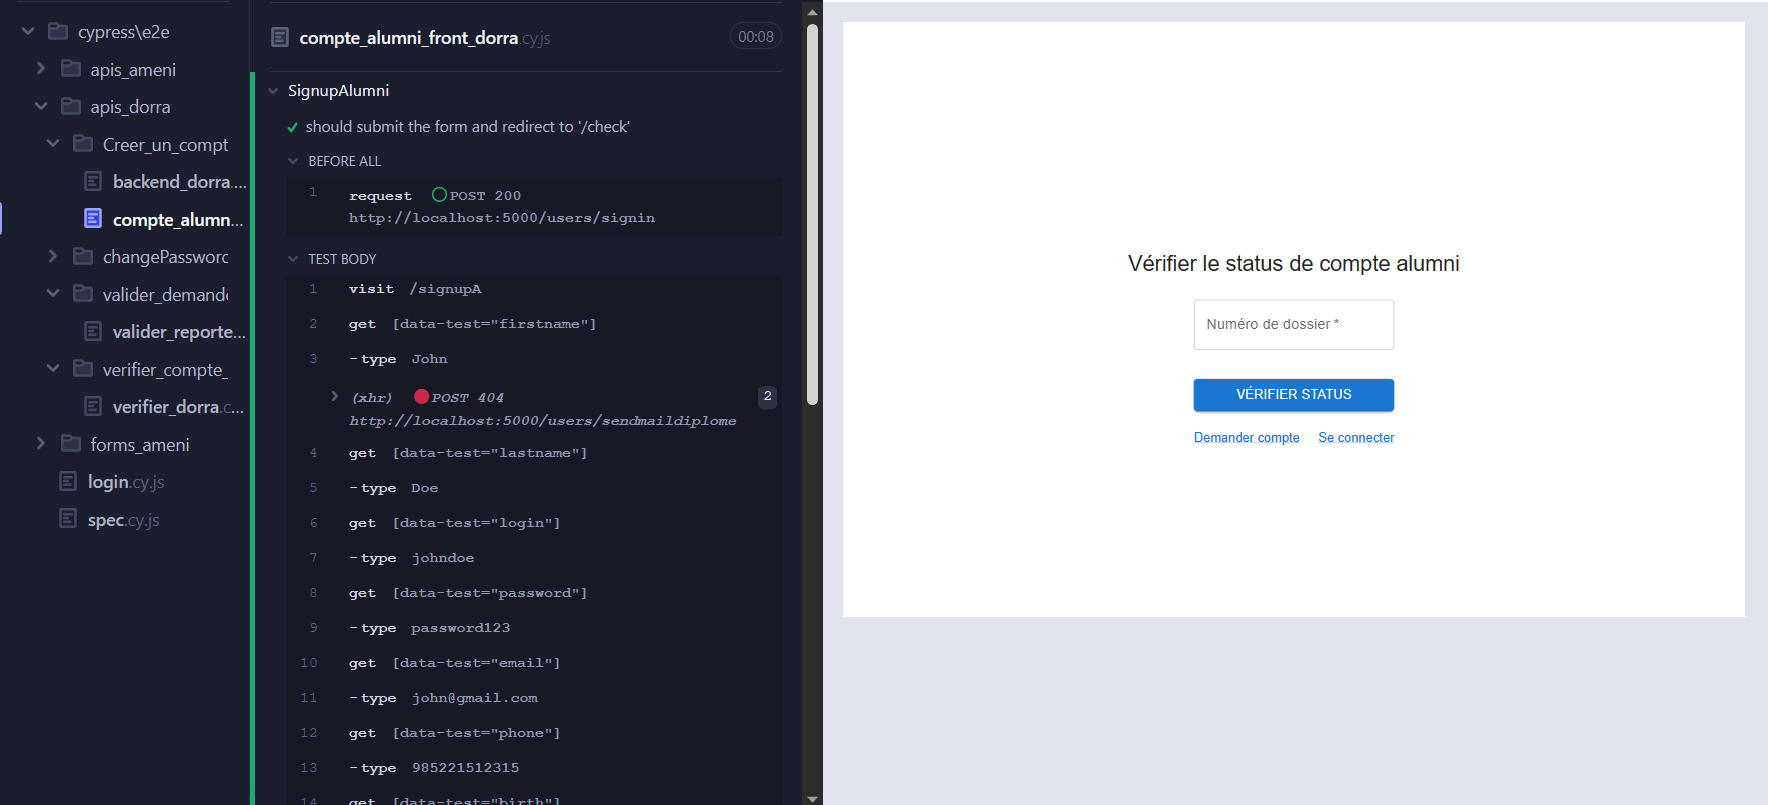 cypress\e2e
apis_ameni
apis_dorra
Creer_un_compt
backend_dorra....
compte_alumn...
changePassword
valider_demand
valider_reporte...
verifier_compte_
verifier_dorra.c...
forms_ameni
login.cy.js
spec.cy.js
compte_alumni_front_dorra.cy.js
00:08
SignupAlumni
should submit the form and redirect to '/check'
BEFORE ALL
1 request POST 200
http://localhost:5000/users/signin
TEST BODY
1 visit /signupA
2 get [data-test="firstname"]
3 -type John
(xhr) POST 404 2
http://localhost:5000/users/sendmaildiplome
4 get [data-test="lastname"]
5 -type Doe
6 get [data-test="login"]
7 -type johndoe
8 get [data-test="password"]
9 -type password123
10 get [data-test="email"]
11 -type john@gmail.com
12 get [data-test="phone"]
13 -type 985221512315
14 get [data-test="birth"]
Vérifier le status de compte alumni
Numéro de dossier *
VÉRIFIER STATUS
Demander compte Se connecter